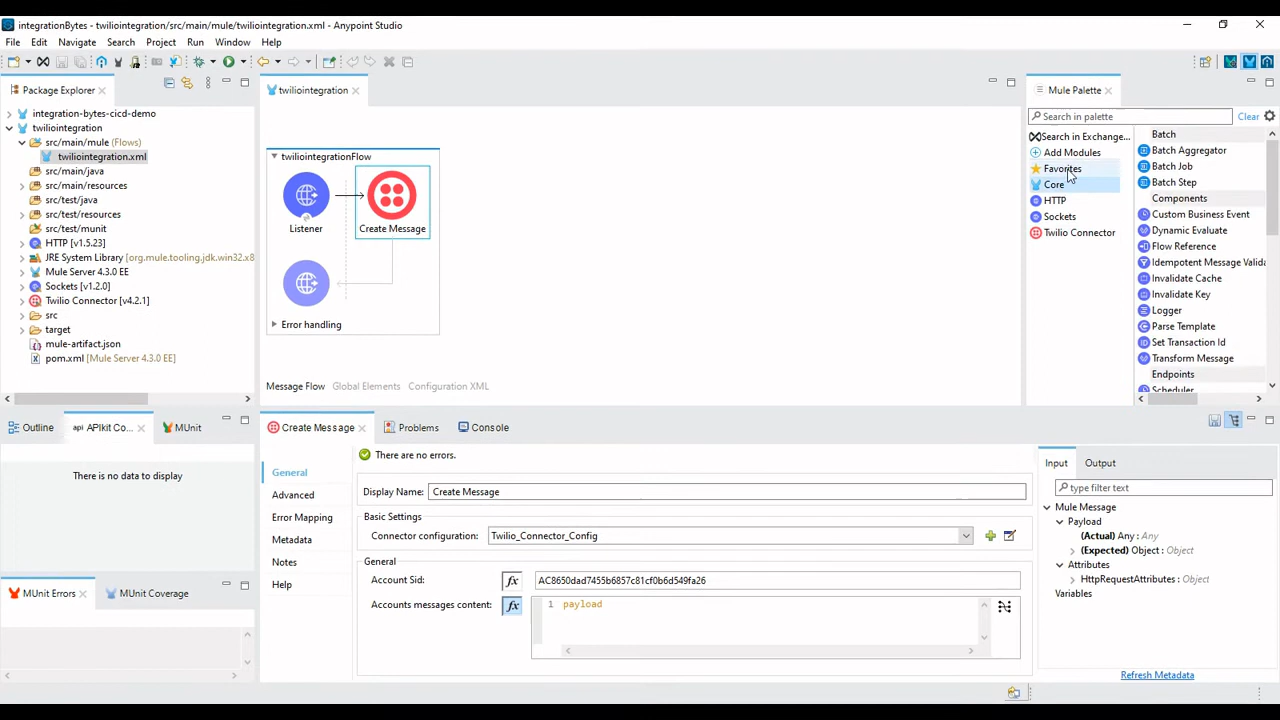 integrationBytes - twiliointegration/src/main/mule/twiliointegration.xml - Anypoint Studio
File Edit Navigate Search Project Run Window Help
Package Explorer
integration-bytes-cicd-demo
twiliointegration
src/main/mule (Flows)
twiliointegration.xml
src/main/java
src/main/resources
src/test/java
src/test/resources
src/test/munit
HTTP [v1.5.23]
JRE System Library [org.mule.tooling.jdk.win32.x8
Mule Server 4.3.0 EE
Sockets [v1.2.0]
Twilio Connector [v4.2.1]
src
target
mule-artifact.json
pom.xml [Mule Server 4.3.0 EE]
twiliointegration
twiliointegrationFlow
Listener
Create Message
Error handling
Message Flow Global Elements Configuration XML
Mule Palette
Search in palette
Clear
Search in Exchange...
Add Modules
Favorites
Core
HTTP
Sockets
Twilio Connector
Batch
Batch Aggregator
Batch Job
Batch Step
Components
Custom Business Event
Dynamic Evaluate
Flow Reference
Idempotent Message Valida
Invalidate Cache
Invalidate Key
Logger
Parse Template
Set Transaction Id
Transform Message
Endpoints
Scheduler
Outline
api APIkit Co...
MUnit
There is no data to display
MUnit Errors
MUnit Coverage
Create Message
Problems
Console
There are no errors.
General
Advanced
Error Mapping
Metadata
Notes
Help
Display Name: Create Message
Basic Settings
Connector configuration: Twilio_Connector_Config
General
Account Sid: fx AC8650dad7455b6857c81cf0b6d549fa26
Accounts messages content: fx 1 payload
Input
Output
type filter text
Mule Message
Payload
(Actual) Any : Any
(Expected) Object : Object
Attributes
HttpRequestAttributes : Object
Variables
Refresh Metadata